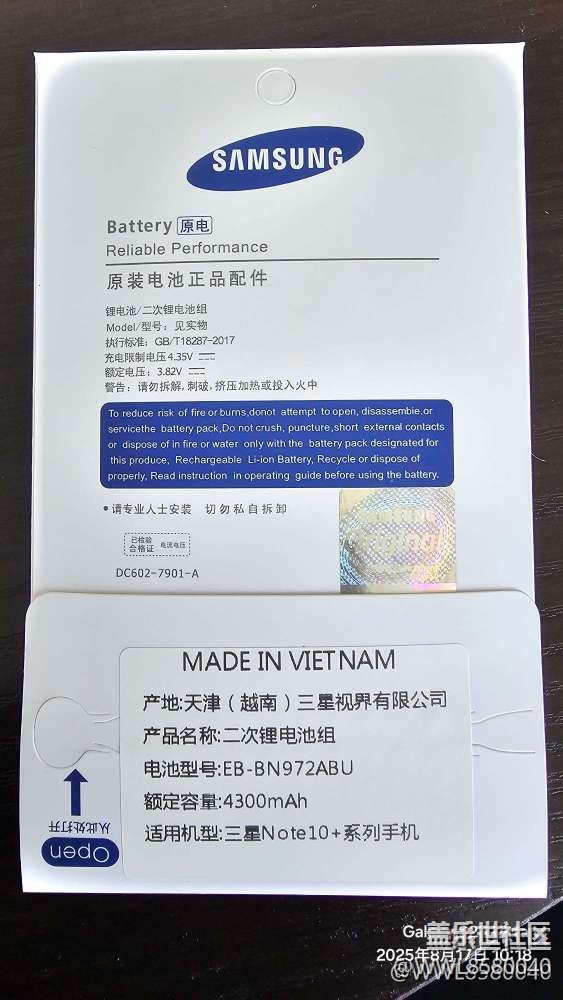 SAMSUNG
Battery 原电
Reliable Performance
原装电池正品配件
锂电池/二次锂电池组
Model/型号：见实物
执行标准：GB/T18287-2017
充电限制电压4.35V
额定电压：3.82V
警告：请勿拆解，刺破，挤压加热或投入火中
To reduce risk of fire or burns,donot attempt to open, disassembie.or
servicethe battery pack,Do not crush, puncture,short external contacts
or dispose of in fire or water only with the battery pack designated for
this produce, Rechargeable Li-ion Battery, Recycle or dispose of
properly, Read instruction in operating guide before using the battery.
•请专业人士安装 切勿私自拆卸
SAMSUNG
已检验
合格证 电流电压
DC602-7901-A
MADE IN VIETNAM
产地:天津（越南）三星视界有限公司
产品名称:二次锂电池组
电池型号:EB-BN972ABU
额定容量:4300mAh
适用机型:三星Note10+系列手机
从此处打开
Open
盖乐世社区
2025年8月17日 10:18
@WWL8580040